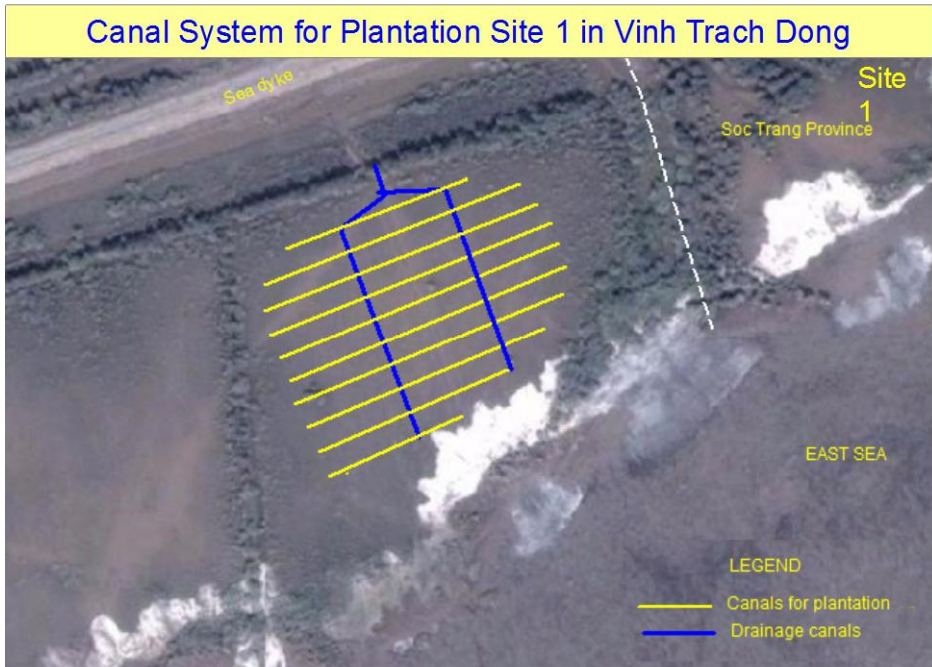 Canal System for Plantation Site 1 in Vinh Trach Dong
Sea dyke
Site
1
Soc Trang Province
EAST SEA
LEGEND
Canals for plantation
Drainage canals